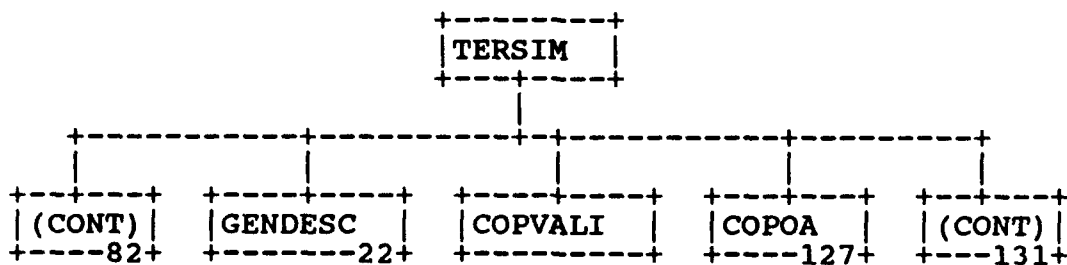 TERSIM
(CONT) GENDESC COPVALI COPOA (CONT)
82 22 127 131